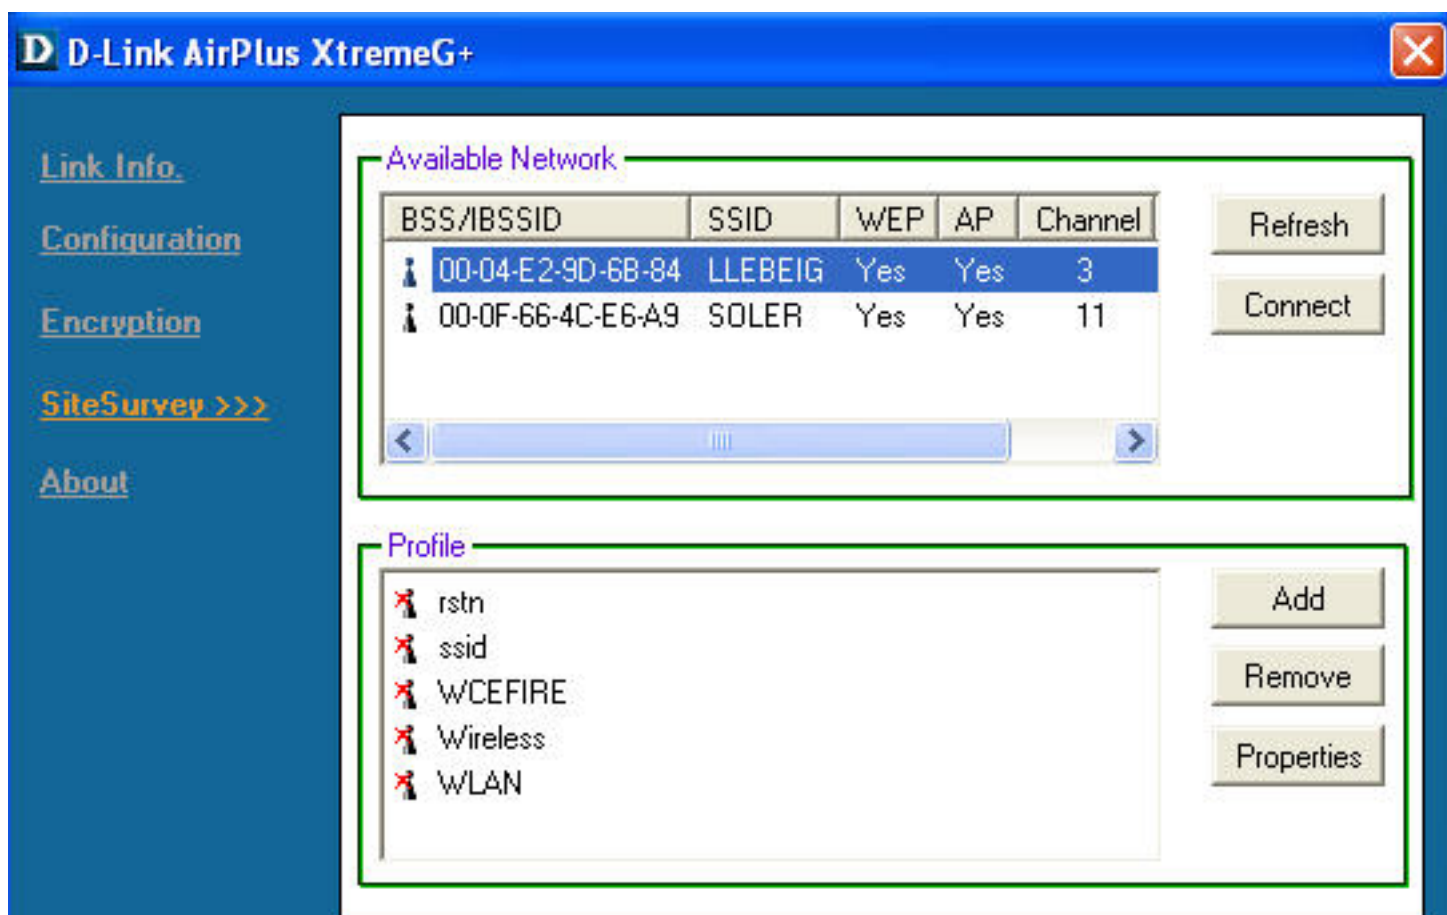 D D-Link AirPlus XtremeG+
Link Info.
Configuration
Encryption
SiteSurvey >>>
About
Available Network
BSS/IBSSID SSID WEP AP Channel
00-04-E2-9D-6B-84 LLEBEIG Yes Yes 3
00-0F-66-4C-E6-A9 SOLER Yes Yes 11
Refresh
Connect
Profile
rstn
ssid
WCEFIRE
Wireless
WLAN
Add
Remove
Properties